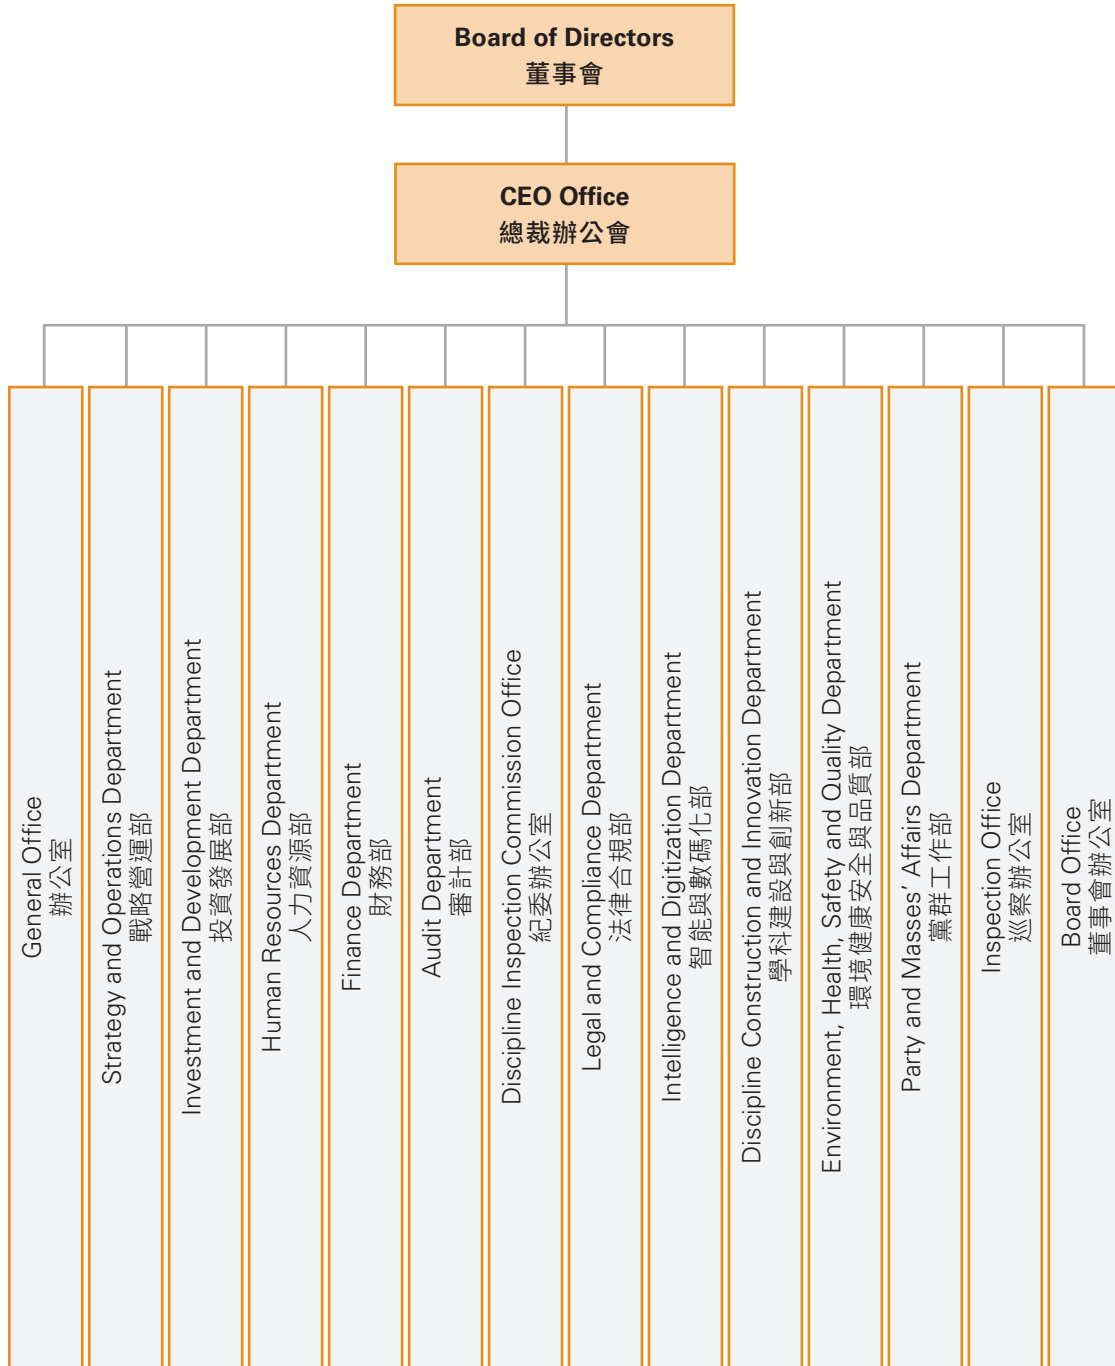 Board of Directors
董事會
CEO Office
總裁辦公會
General Office
辦公室
Strategy and Operations Department
戰略營運部
Investment and Development Department
投資發展部
Human Resources Department
人力資源部
Finance Department
財務部
Audit Department
審計部
Discipline Inspection Commission Office
紀委辦公室
Legal and Compliance Department
法律合規部
Intelligence and Digitization Department
智能與數碼化部
Discipline Construction and Innovation Department
學科建設與創新部
Environment, Health, Safety and Quality Department
環境健康安全與品質部
Party and Masses’ Affairs Department
黨群工作部
Inspection Office
巡察辦公室
Board Office
董事會辦公室